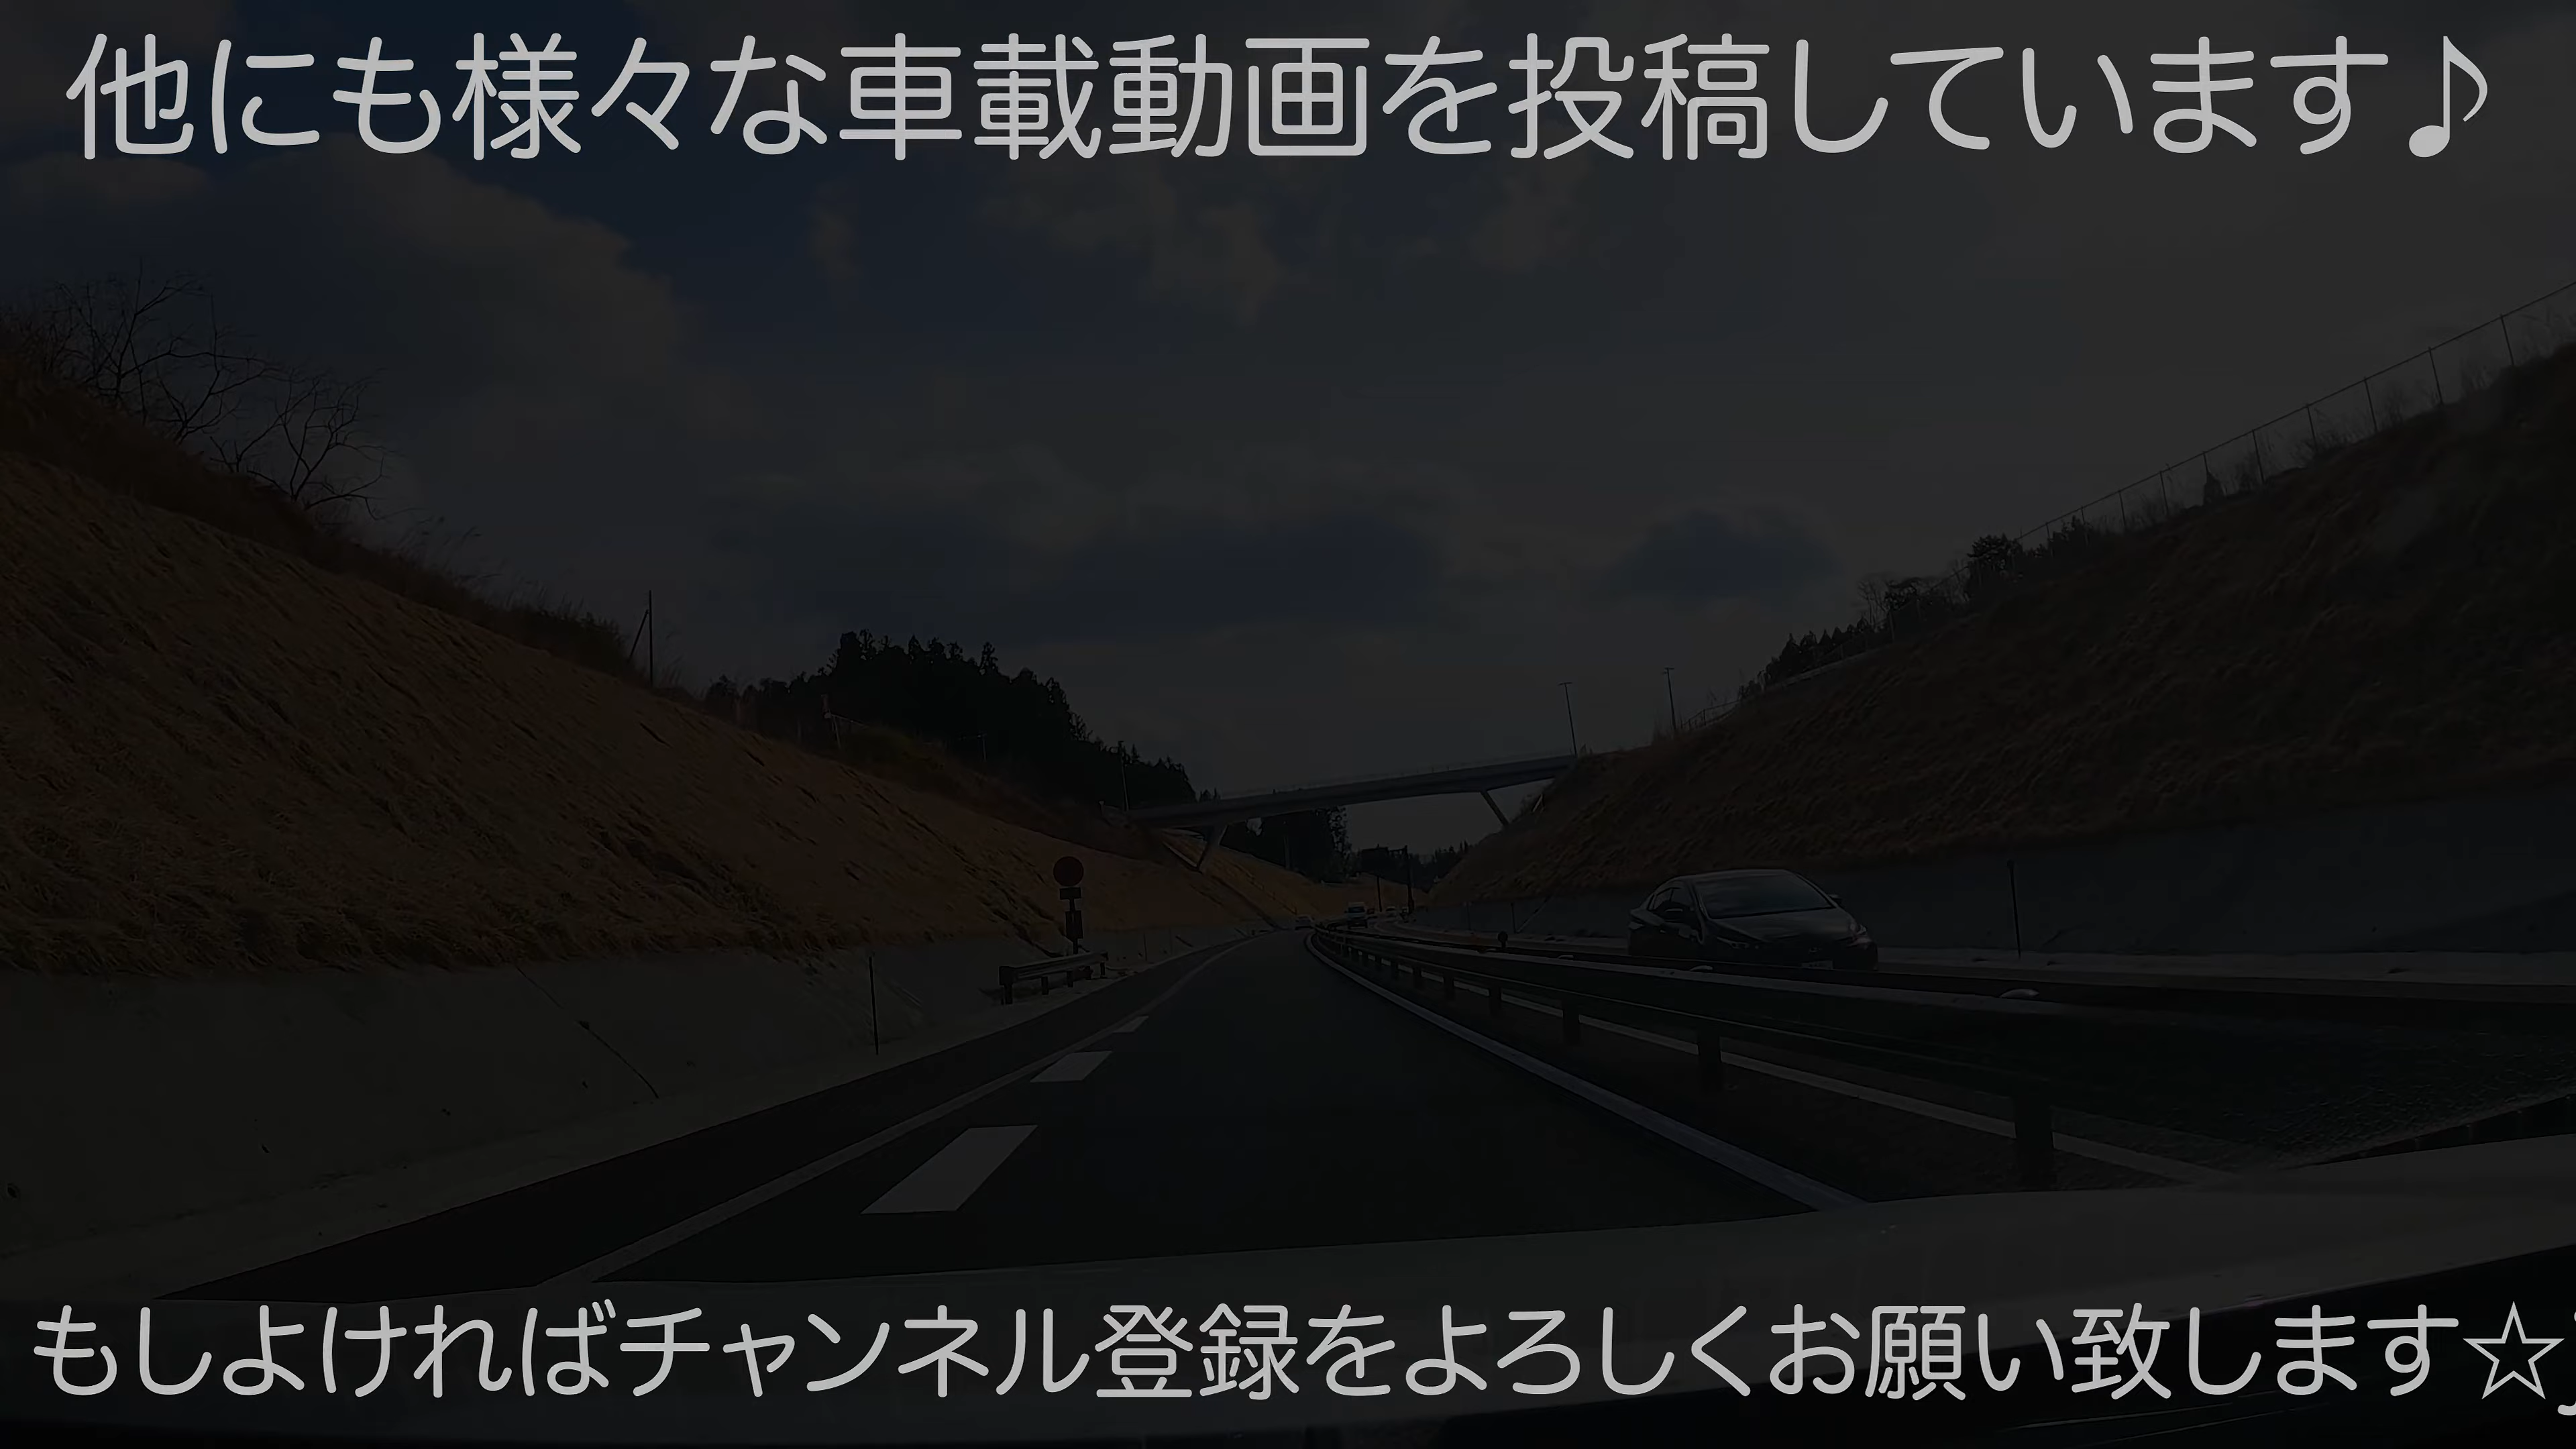 他にも様々な車載動画を投稿しています♪
もしよければチャンネル登録をよろしくお願い致します☆